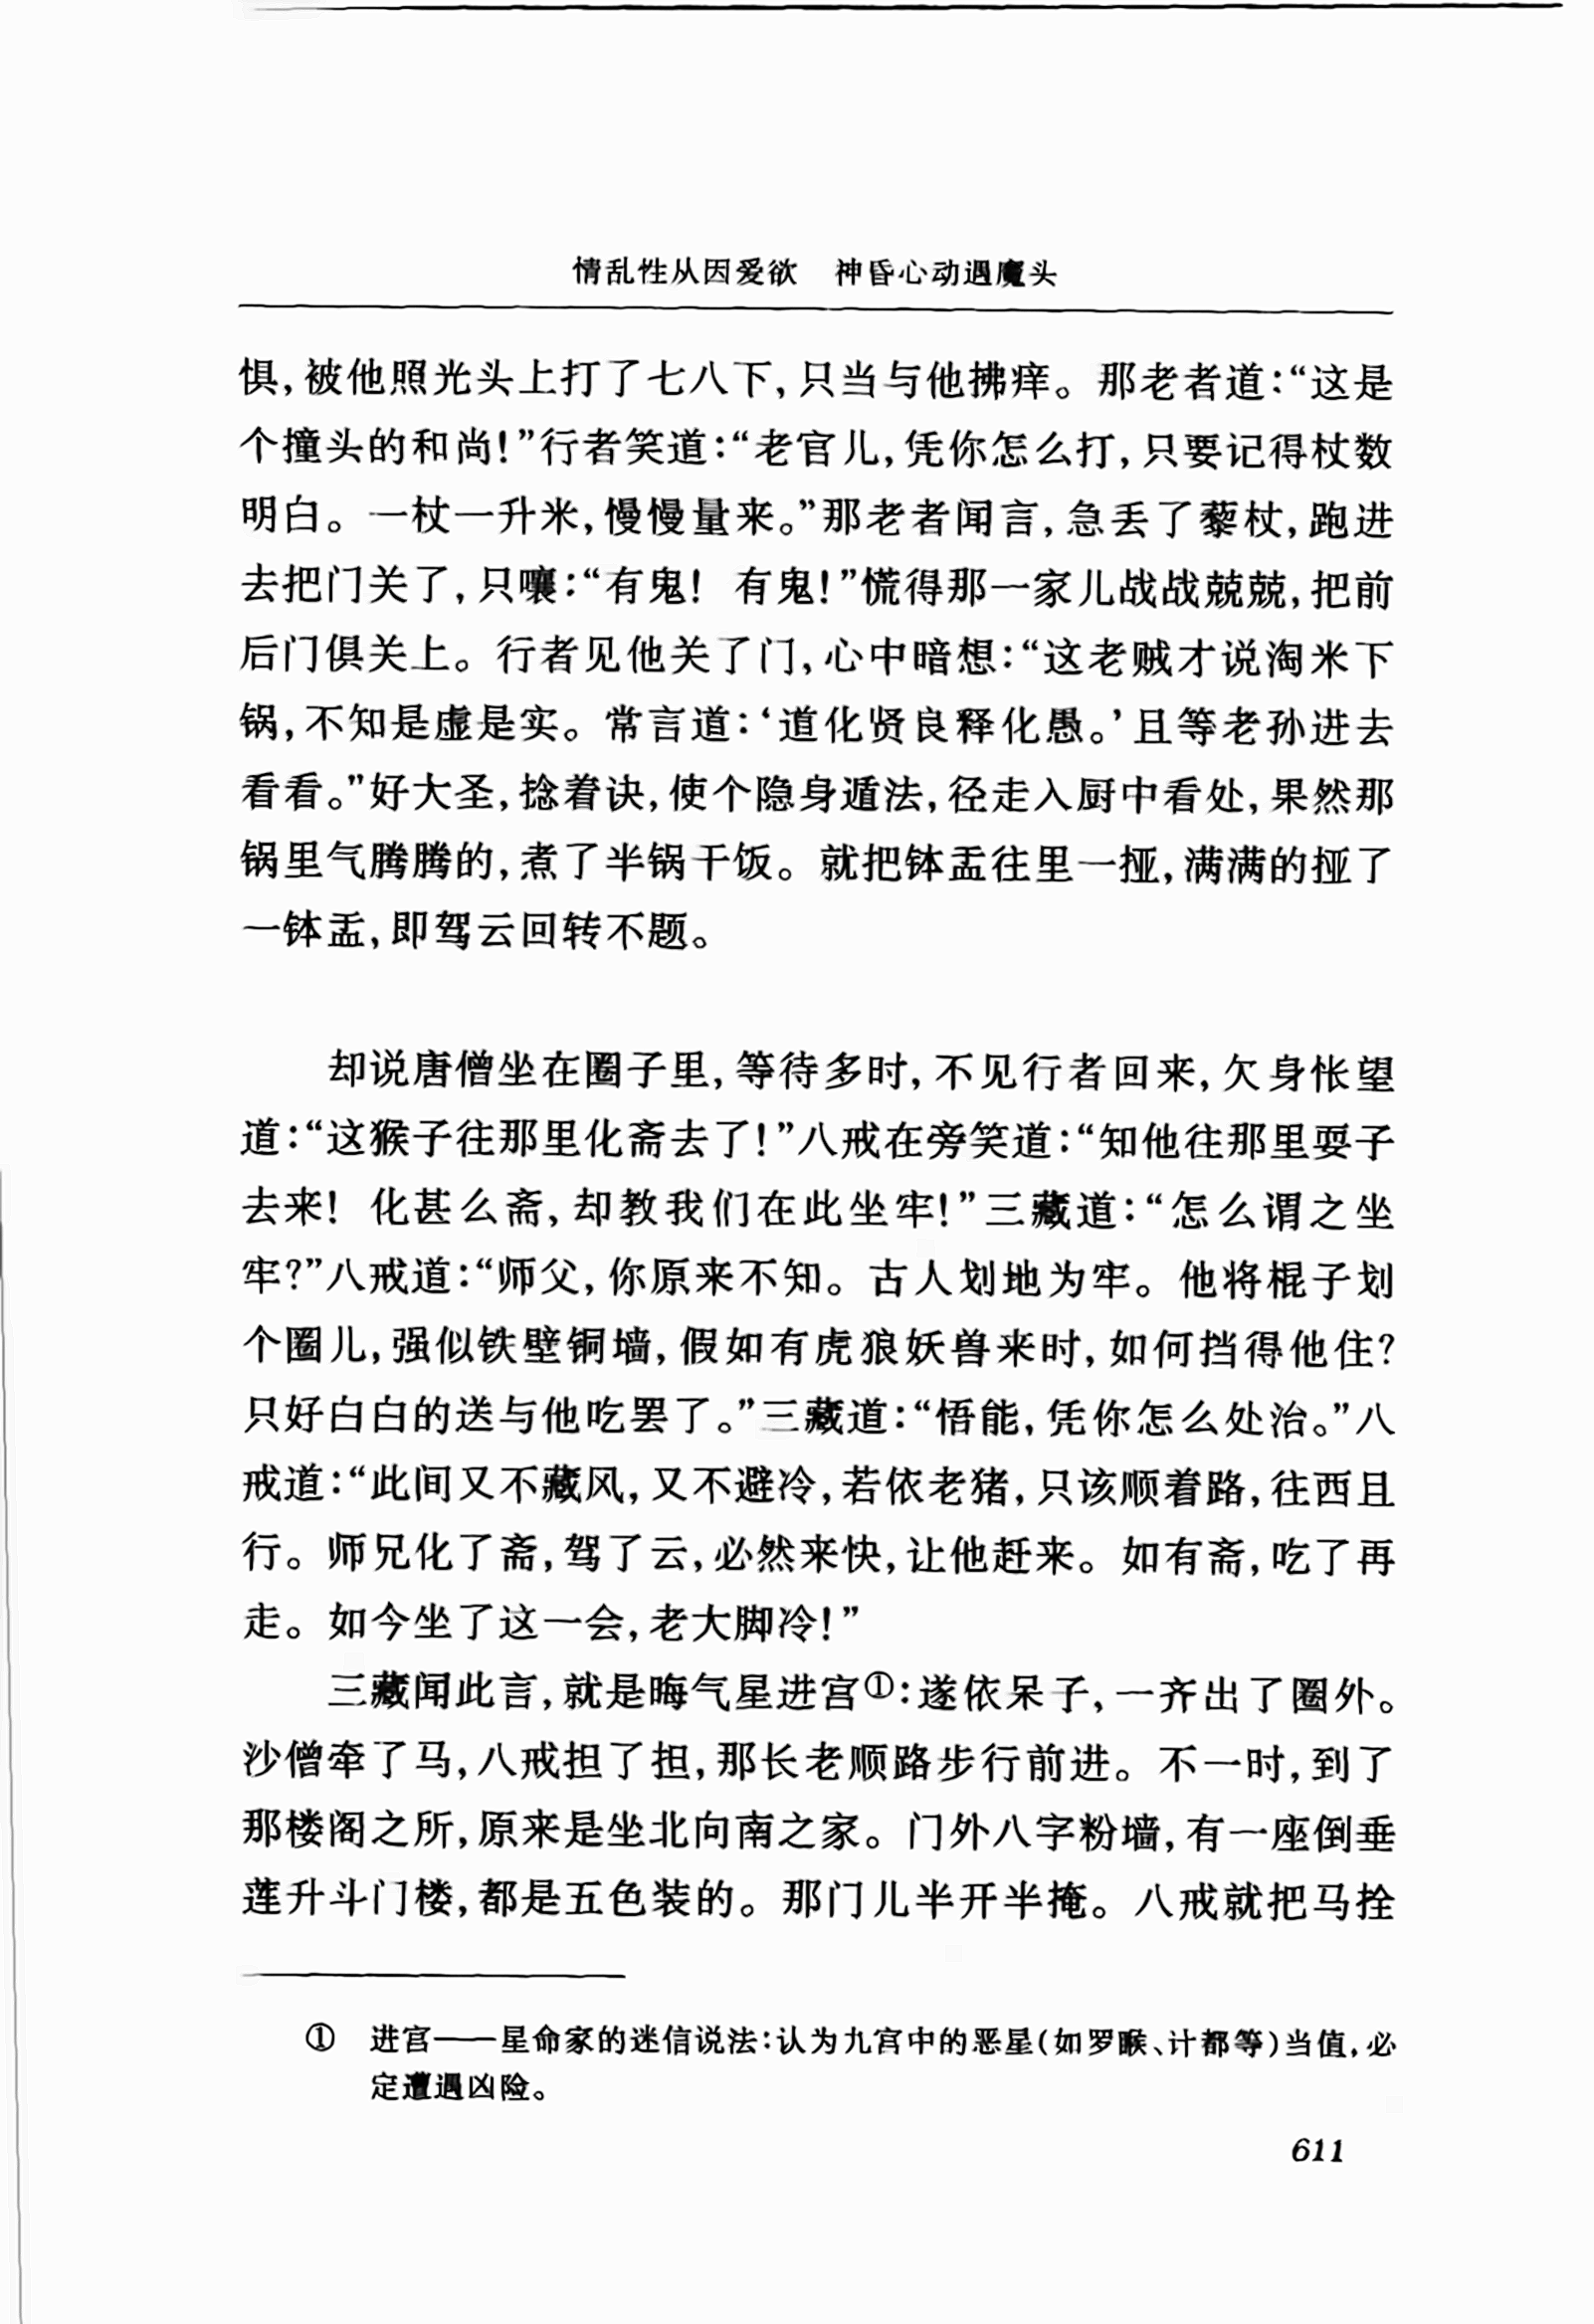 情乱性从因爱欲　神昏心动遇魔头
惧,被他照光头上打了七八下,只当与他拂痒。那老者道:“这是
个撞头的和尚!”行者笑道:“老官儿,凭你怎么打,只要记得杖数
明白。一杖一升米,慢慢量来。”那老者闻言,急丢了藜杖,跑进
去把门关了,只嚷:“有鬼! 有鬼!”慌得那一家儿战战兢兢,把前
后门俱关上。行者见他关了门,心中暗想:“这老贼才说淘米下
锅,不知是虚是实。常言道:‘道化贤良释化愚。’且等老孙进去
看看。”好大圣,捻着诀,使个隐身遁法,径走入厨中看处,果然那
锅里气腾腾的,煮了半锅干饭。就把钵盂往里一挜,满满的挜了
一钵盂,即驾云回转不题。
却说唐僧坐在圈子里,等待多时,不见行者回来,欠身怅望
道:“这猴子往那里化斋去了!”八戒在旁笑道:“知他往那里耍子
去来! 化甚么斋,却教我们在此坐牢!”三藏道:“怎么谓之坐
牢?”八戒道:“师父,你原来不知。古人划地为牢。他将棍子划
个圈儿,强似铁壁铜墙,假如有虎狼妖兽来时,如何挡得他住?
只好白白的送与他吃罢了。”三藏道:“悟能,凭你怎么处治。”八
戒道:“此间又不藏风,又不避冷,若依老猪,只该顺着路,往西且
行。师兄化了斋,驾了云,必然来快,让他赶来。如有斋,吃了再
走。如今坐了这一会,老大脚冷!”
三藏闻此言,就是晦气星进宫①:遂依呆子,一齐出了圈外。
沙僧牵了马,八戒担了担,那长老顺路步行前进。不一时,到了
那楼阁之所,原来是坐北向南之家。门外八字粉墙,有一座倒垂
莲升斗门楼,都是五色装的。那门儿半开半掩。八戒就把马拴
①　进宫——星命家的迷信说法:认为九宫中的恶星(如罗睺、计都等)当值,必
定遭遇凶险。
611